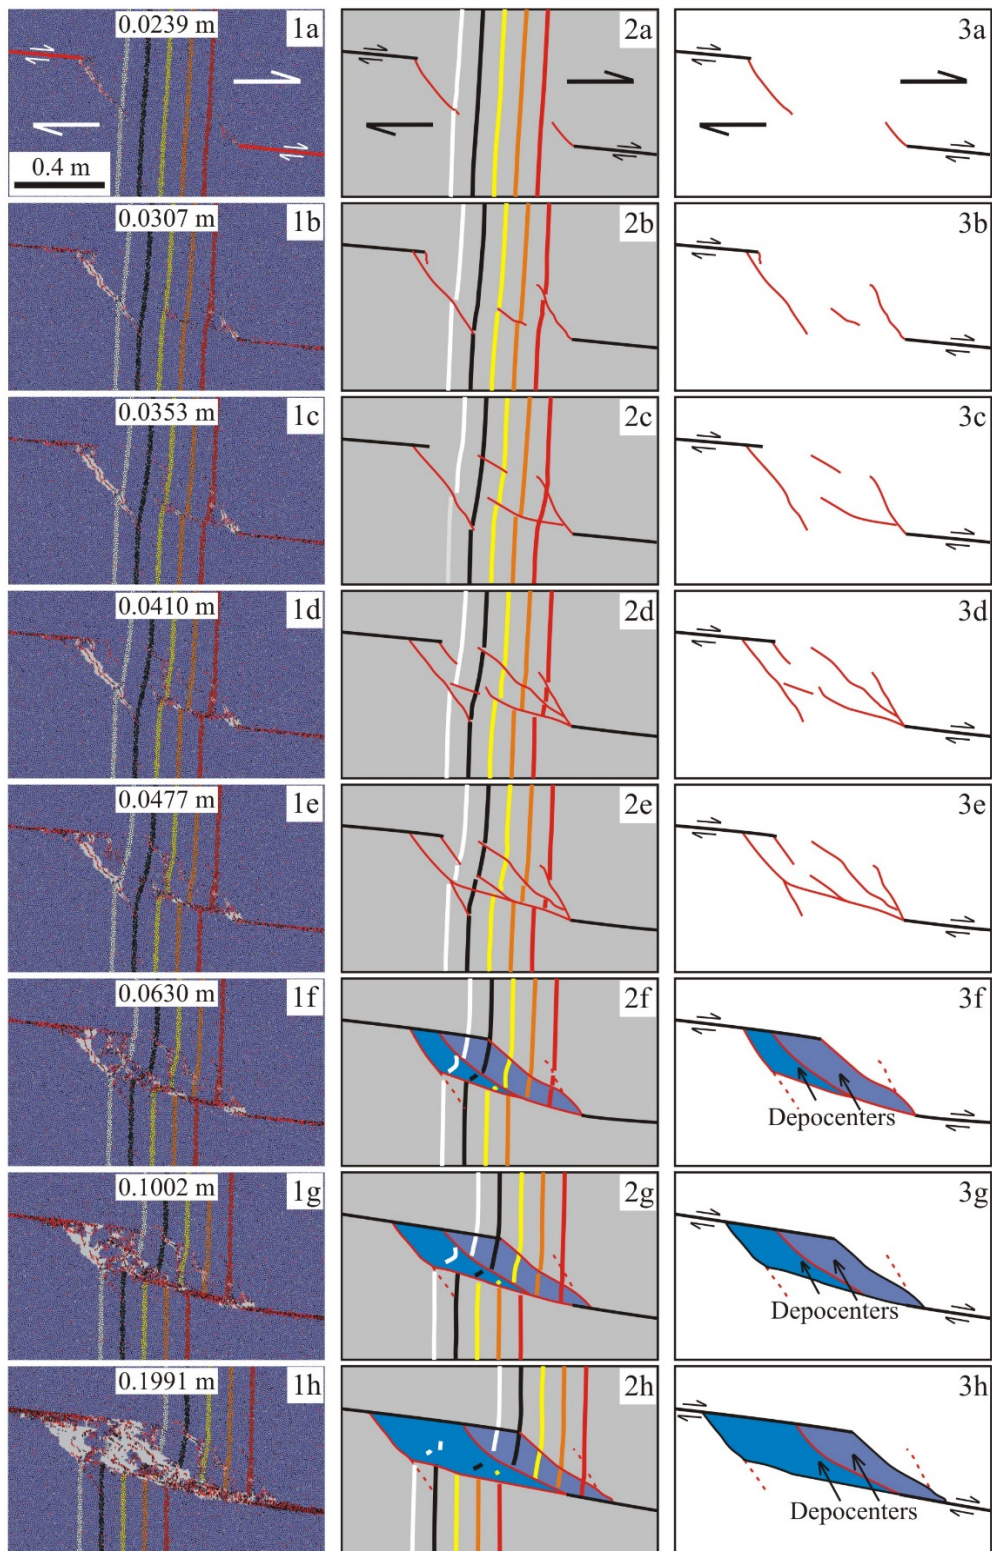 0.0239 m 1a 2a 3a
0.4 m
0.0307 m 1b 2b 3b
0.0353 m 1c 2c 3c
0.0410 m 1d 2d 3d
0.0477 m 1e 2e 3e
0.0630 m 1f 2f 3f
Depocenters
0.1002 m 1g 2g 3g
Depocenters
0.1991 m 1h 2h 3h
Depocenters